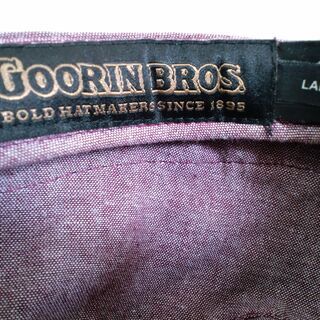 GOORIN BROS.
BOLD HATMAKERS SINCE 1895